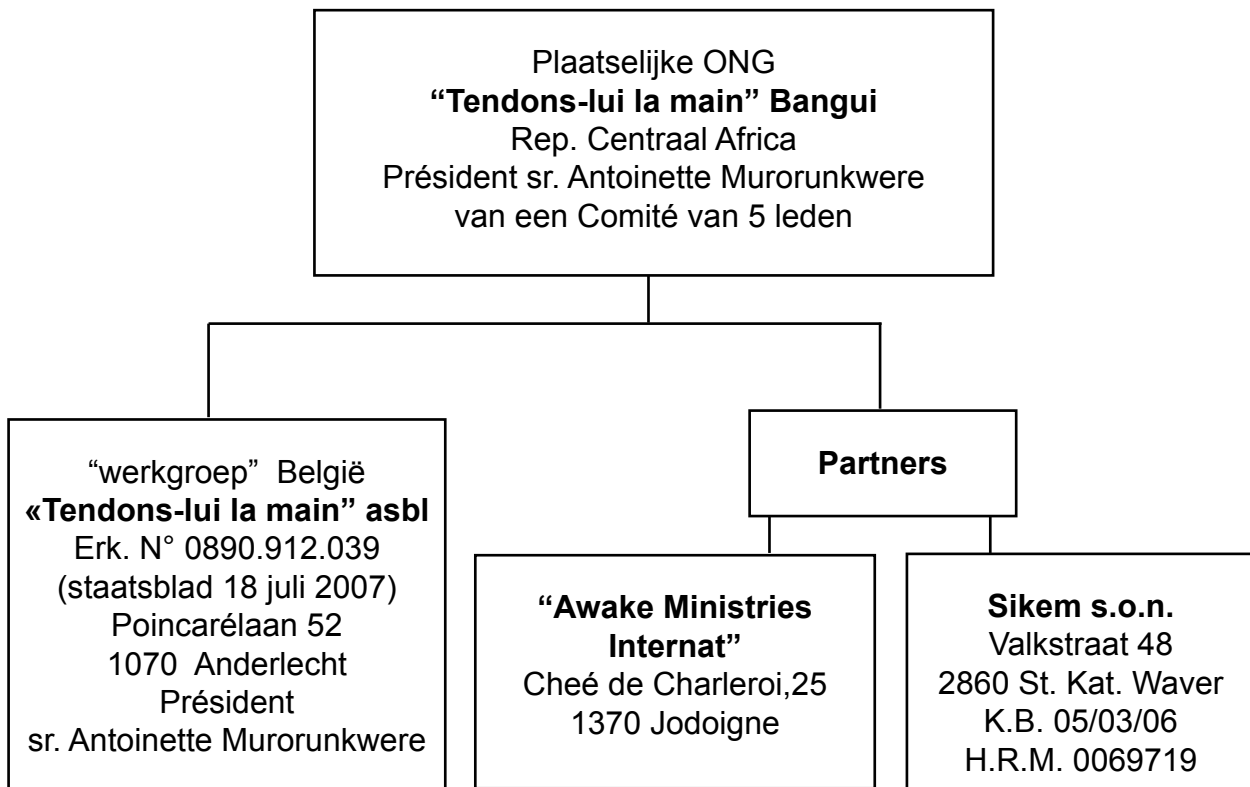 Plaatselijke ONG
“Tendons-lui la main” Bangui
Rep. Centraal Africa
Président sr. Antoinette Murorunkwere
van een Comité van 5 leden
“werkgroep” België
«Tendons-lui la main” asbl
Erk. N° 0890.912.039
(staatsblad 18 juli 2007)
Poincarélaan 52
1070 Anderlecht
Président
sr. Antoinette Murorunkwere
Partners
“Awake Ministries
Internat”
Cheé de Charleroi,25
1370 Jodoigne
Sikem s.o.n.
Valkstraat 48
2860 St. Kat. Waver
K.B. 05/03/06
H.R.M. 0069719